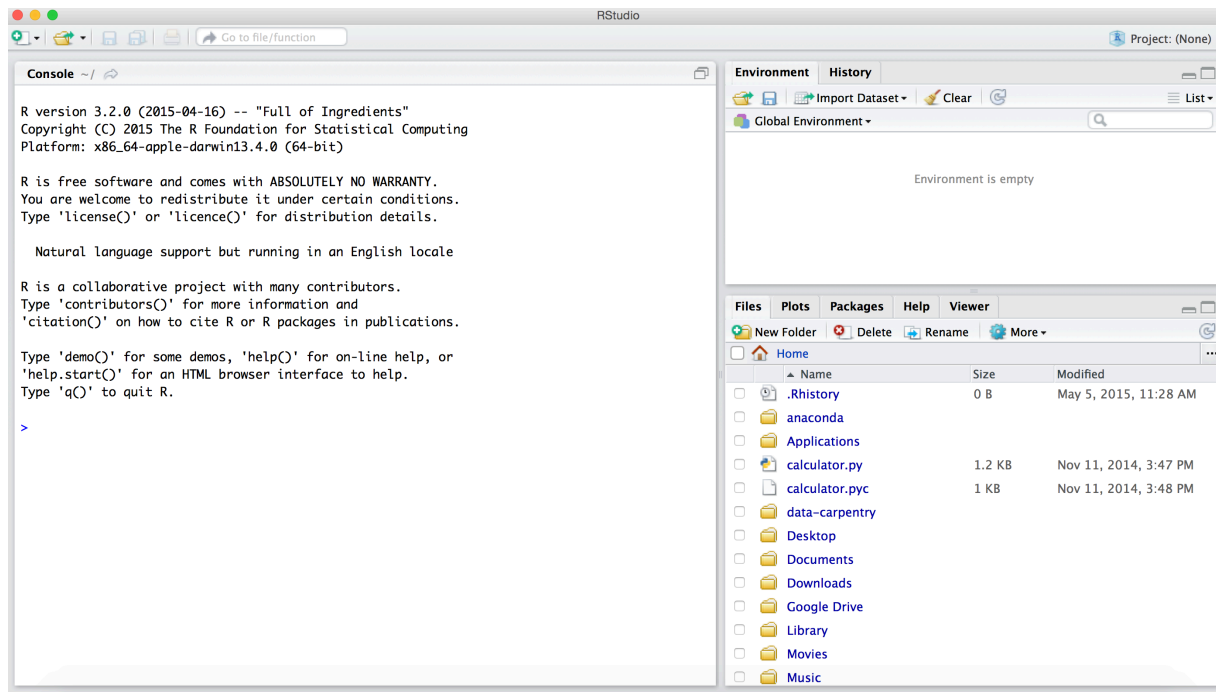 RStudio
Go to file/function
Project: (None)
Console ~/
R version 3.2.0 (2015-04-16) -- "Full of Ingredients"
Copyright (C) 2015 The R Foundation for Statistical Computing
Platform: x86_64-apple-darwin13.4.0 (64-bit)
R is free software and comes with ABSOLUTELY NO WARRANTY.
You are welcome to redistribute it under certain conditions.
Type 'license()' or 'licence()' for distribution details.
Natural language support but running in an English locale
R is a collaborative project with many contributors.
Type 'contributors()' for more information and
'citation()' on how to cite R or R packages in publications.
Type 'demo()' for some demos, 'help()' for on-line help, or
'help.start()' for an HTML browser interface to help.
Type 'q()' to quit R.
>
Environment History
Import Dataset Clear List
Global Environment
Environment is empty
Files Plots Packages Help Viewer
New Folder Delete Rename More
Home ...
Name Size Modified
.Rhistory 0 B May 5, 2015, 11:28 AM
anaconda
Applications
calculator.py 1.2 KB Nov 11, 2014, 3:47 PM
calculator.pyc 1 KB Nov 11, 2014, 3:48 PM
data-carpentry
Desktop
Documents
Downloads
Google Drive
Library
Movies
Music